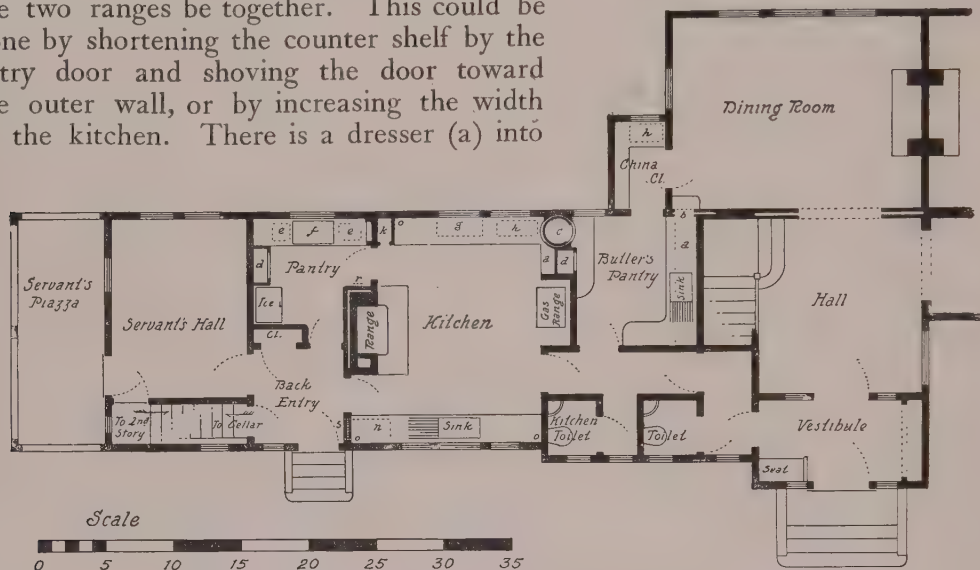 e two ranges be together. This could be
one by shortening the counter shelf by the
try door and shoving the door toward
e outer wall, or by increasing the width
the kitchen. There is a dresser (a) into
Dining Room
h
China
Cl.
b
a
Sink
Butler's
Pantry
Servant's
Piazza
Servant's Hall
e f e k o
d
Pantry
Ice
Cl.
r
Range
Kitchen
g h c
a d
Gas
Range
Hall
Back
Entry
To 2nd
Story
To Cellar
s
o n Sink o
Kitchen
Toilet
Toilet
Vestibule
Seat
Scale
0 5 10 15 20 25 30 35